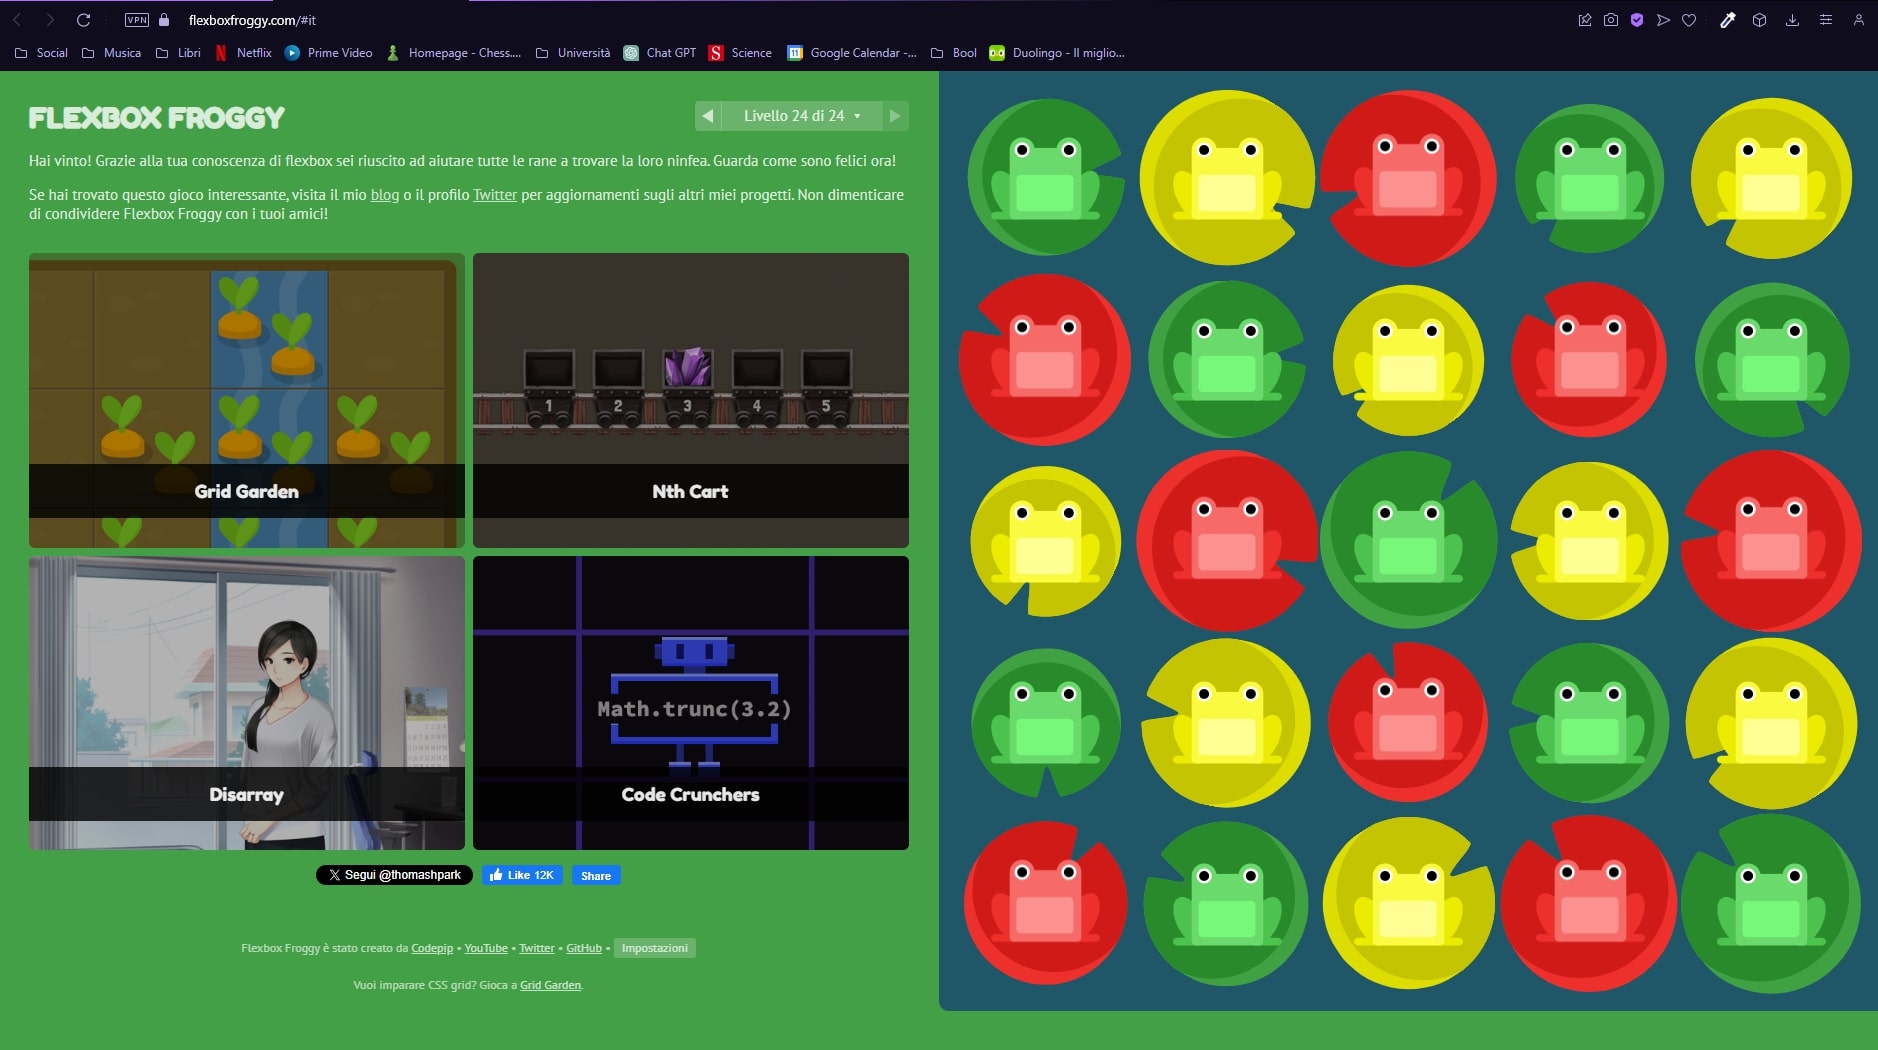 VPN
flexboxfroggy.com/#it
Social
Musica
Libri
Netflix
Prime Video
Homepage - Chess....
Università
Chat GPT
S
Science
11
Google Calendar -...
Bool
Duolingo - Il miglio...
FLEXBOX FROGGY
Livello 24 di 24
Hai vinto! Grazie alla tua conoscenza di flexbox sei riuscito ad aiutare tutte le rane a trovare la loro ninfea. Guarda come sono felici ora!
Se hai trovato questo gioco interessante, visita il mio blog o il profilo Twitter per aggiornamenti sugli altri miei progetti. Non dimenticare
di condividere Flexbox Froggy con i tuoi amici!
Grid Garden
1 2 3 4 5
Nth Cart
Disarray
Math.trunc(3.2)
Code Crunchers
X Segui @thomashpark
Like 12K
Share
Flexbox Froggy è stato creato da Codepip • YouTube • Twitter • GitHub • Impostazioni
Vuoi imparare CSS grid? Gioca a Grid Garden.